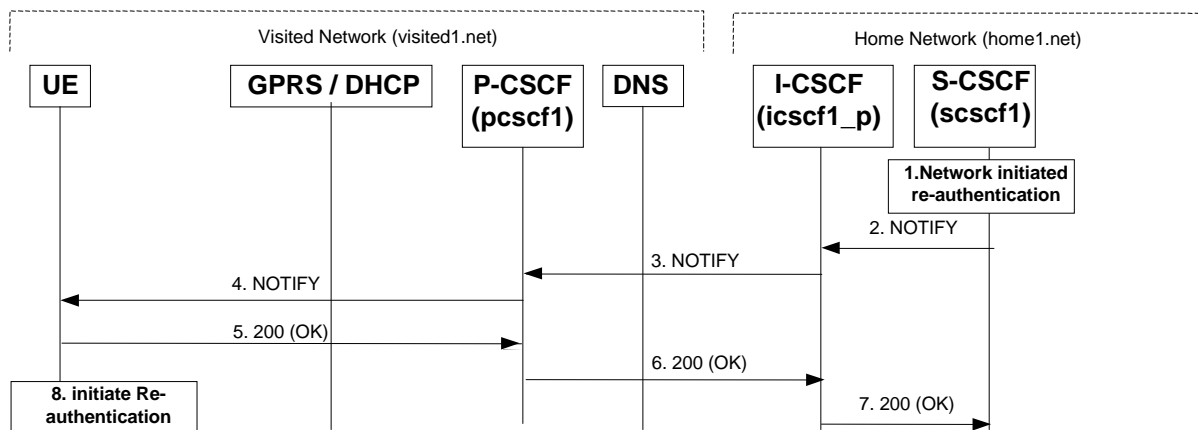 Visited Network (visited1.net)
Home Network (home1.net)
UE
GPRS / DHCP
P-CSCF
(pcscf1)
DNS
I-CSCF
(icscf1_p)
S-CSCF
(scscf1)
1.Network initiated
re-authentication
2. NOTIFY
3. NOTIFY
4. NOTIFY
5. 200 (OK)
6. 200 (OK)
7. 200 (OK)
8. initiate Re-
authentication